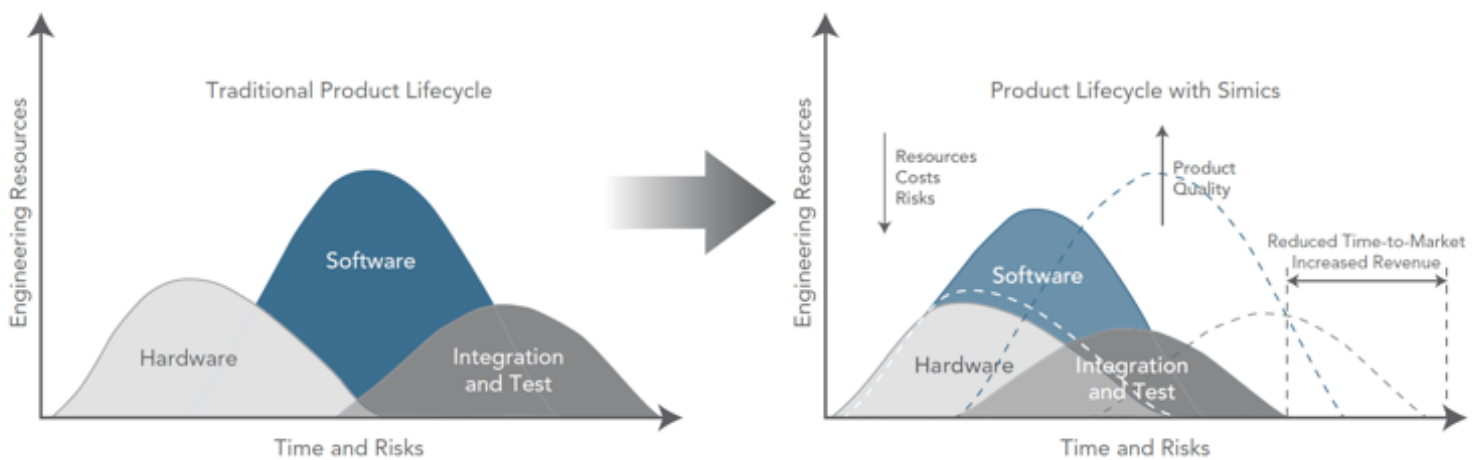 Traditional Product Lifecycle
Engineering Resources
Software
Hardware
Integration
and Test
Time and Risks
Product Lifecycle with Simics
Engineering Resources
Resources
Costs
Risks
Product
Quality
Reduced Time-to-Market
Increased Revenue
Software
Hardware
Integration
and Test
Time and Risks